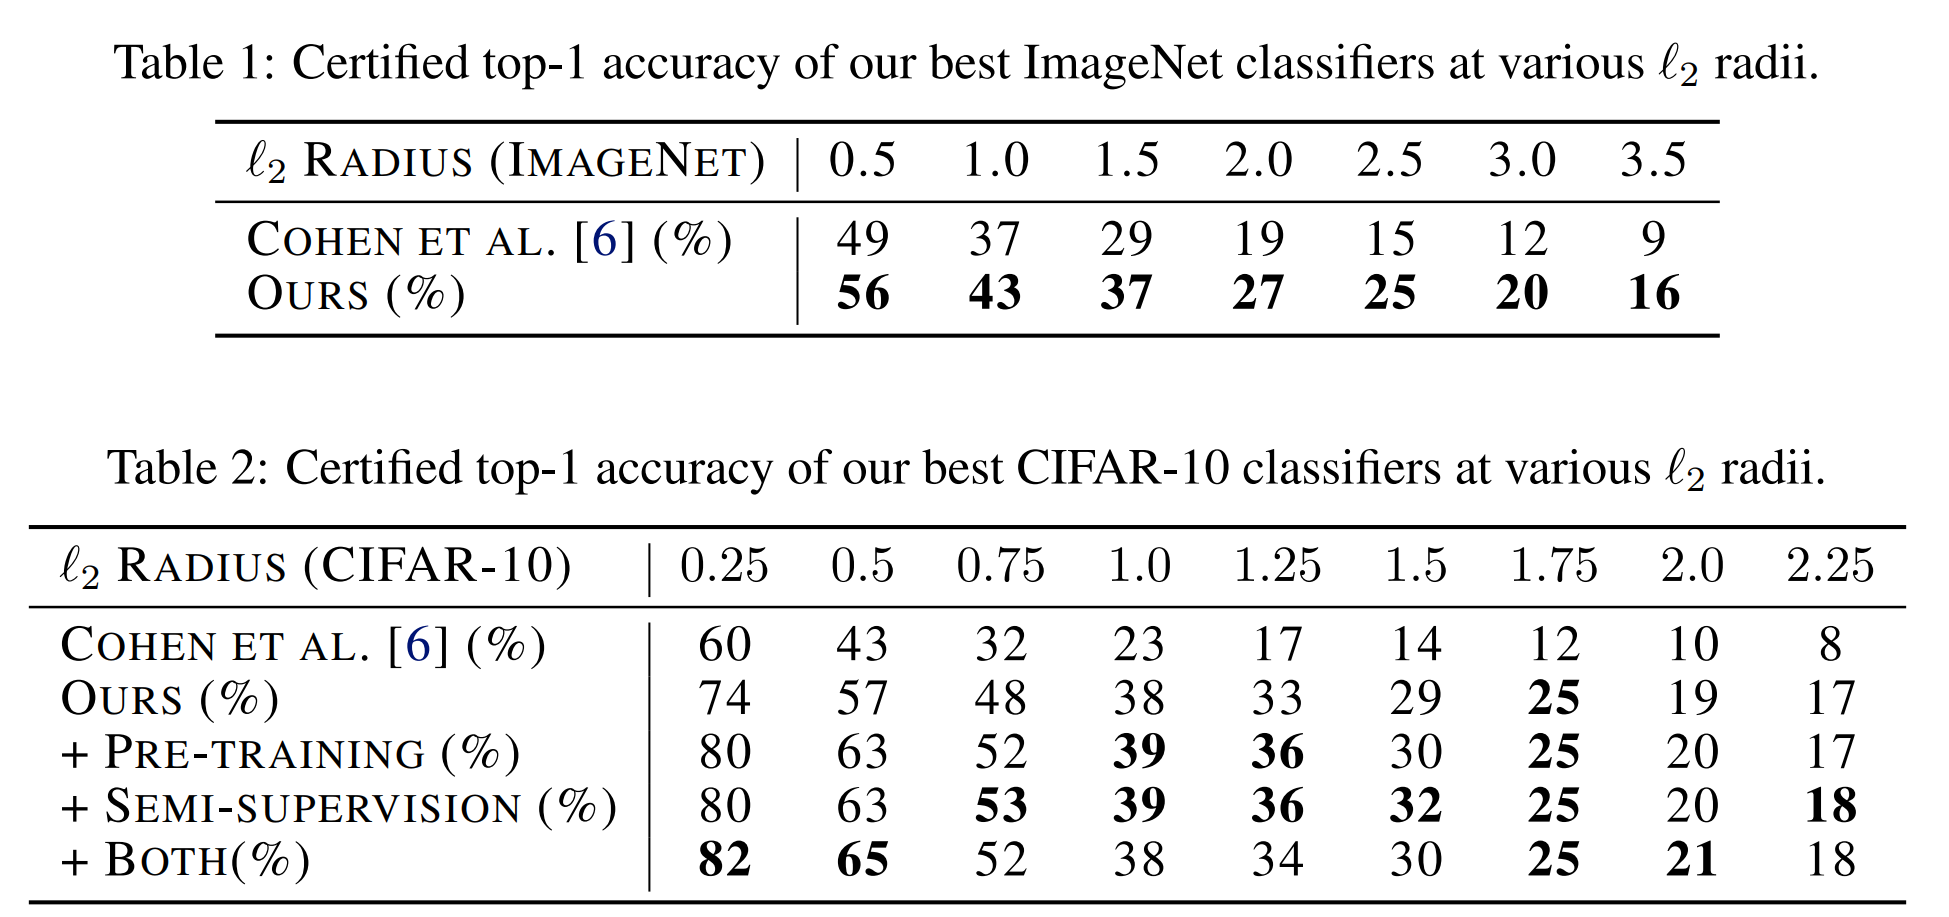 Table 1: Certified top-1 accuracy of our best ImageNet classifiers at various ℓ₂ radii.
ℓ₂ RADIUS (IMAGENET) 0.5 1.0 1.5 2.0 2.5 3.0 3.5
COHEN ET AL. [6] (%) 49 37 29 19 15 12 9
OURS (%) 56 43 37 27 25 20 16
Table 2: Certified top-1 accuracy of our best CIFAR-10 classifiers at various ℓ₂ radii.
ℓ₂ RADIUS (CIFAR-10) 0.25 0.5 0.75 1.0 1.25 1.5 1.75 2.0 2.25
COHEN ET AL. [6] (%) 60 43 32 23 17 14 12 10 8
OURS (%) 74 57 48 38 33 29 25 19 17
+ PRE-TRAINING (%) 80 63 52 39 36 30 25 20 17
+ SEMI-SUPERVISION (%) 80 63 53 39 36 32 25 20 18
+ BOTH(%) 82 65 52 38 34 30 25 21 18